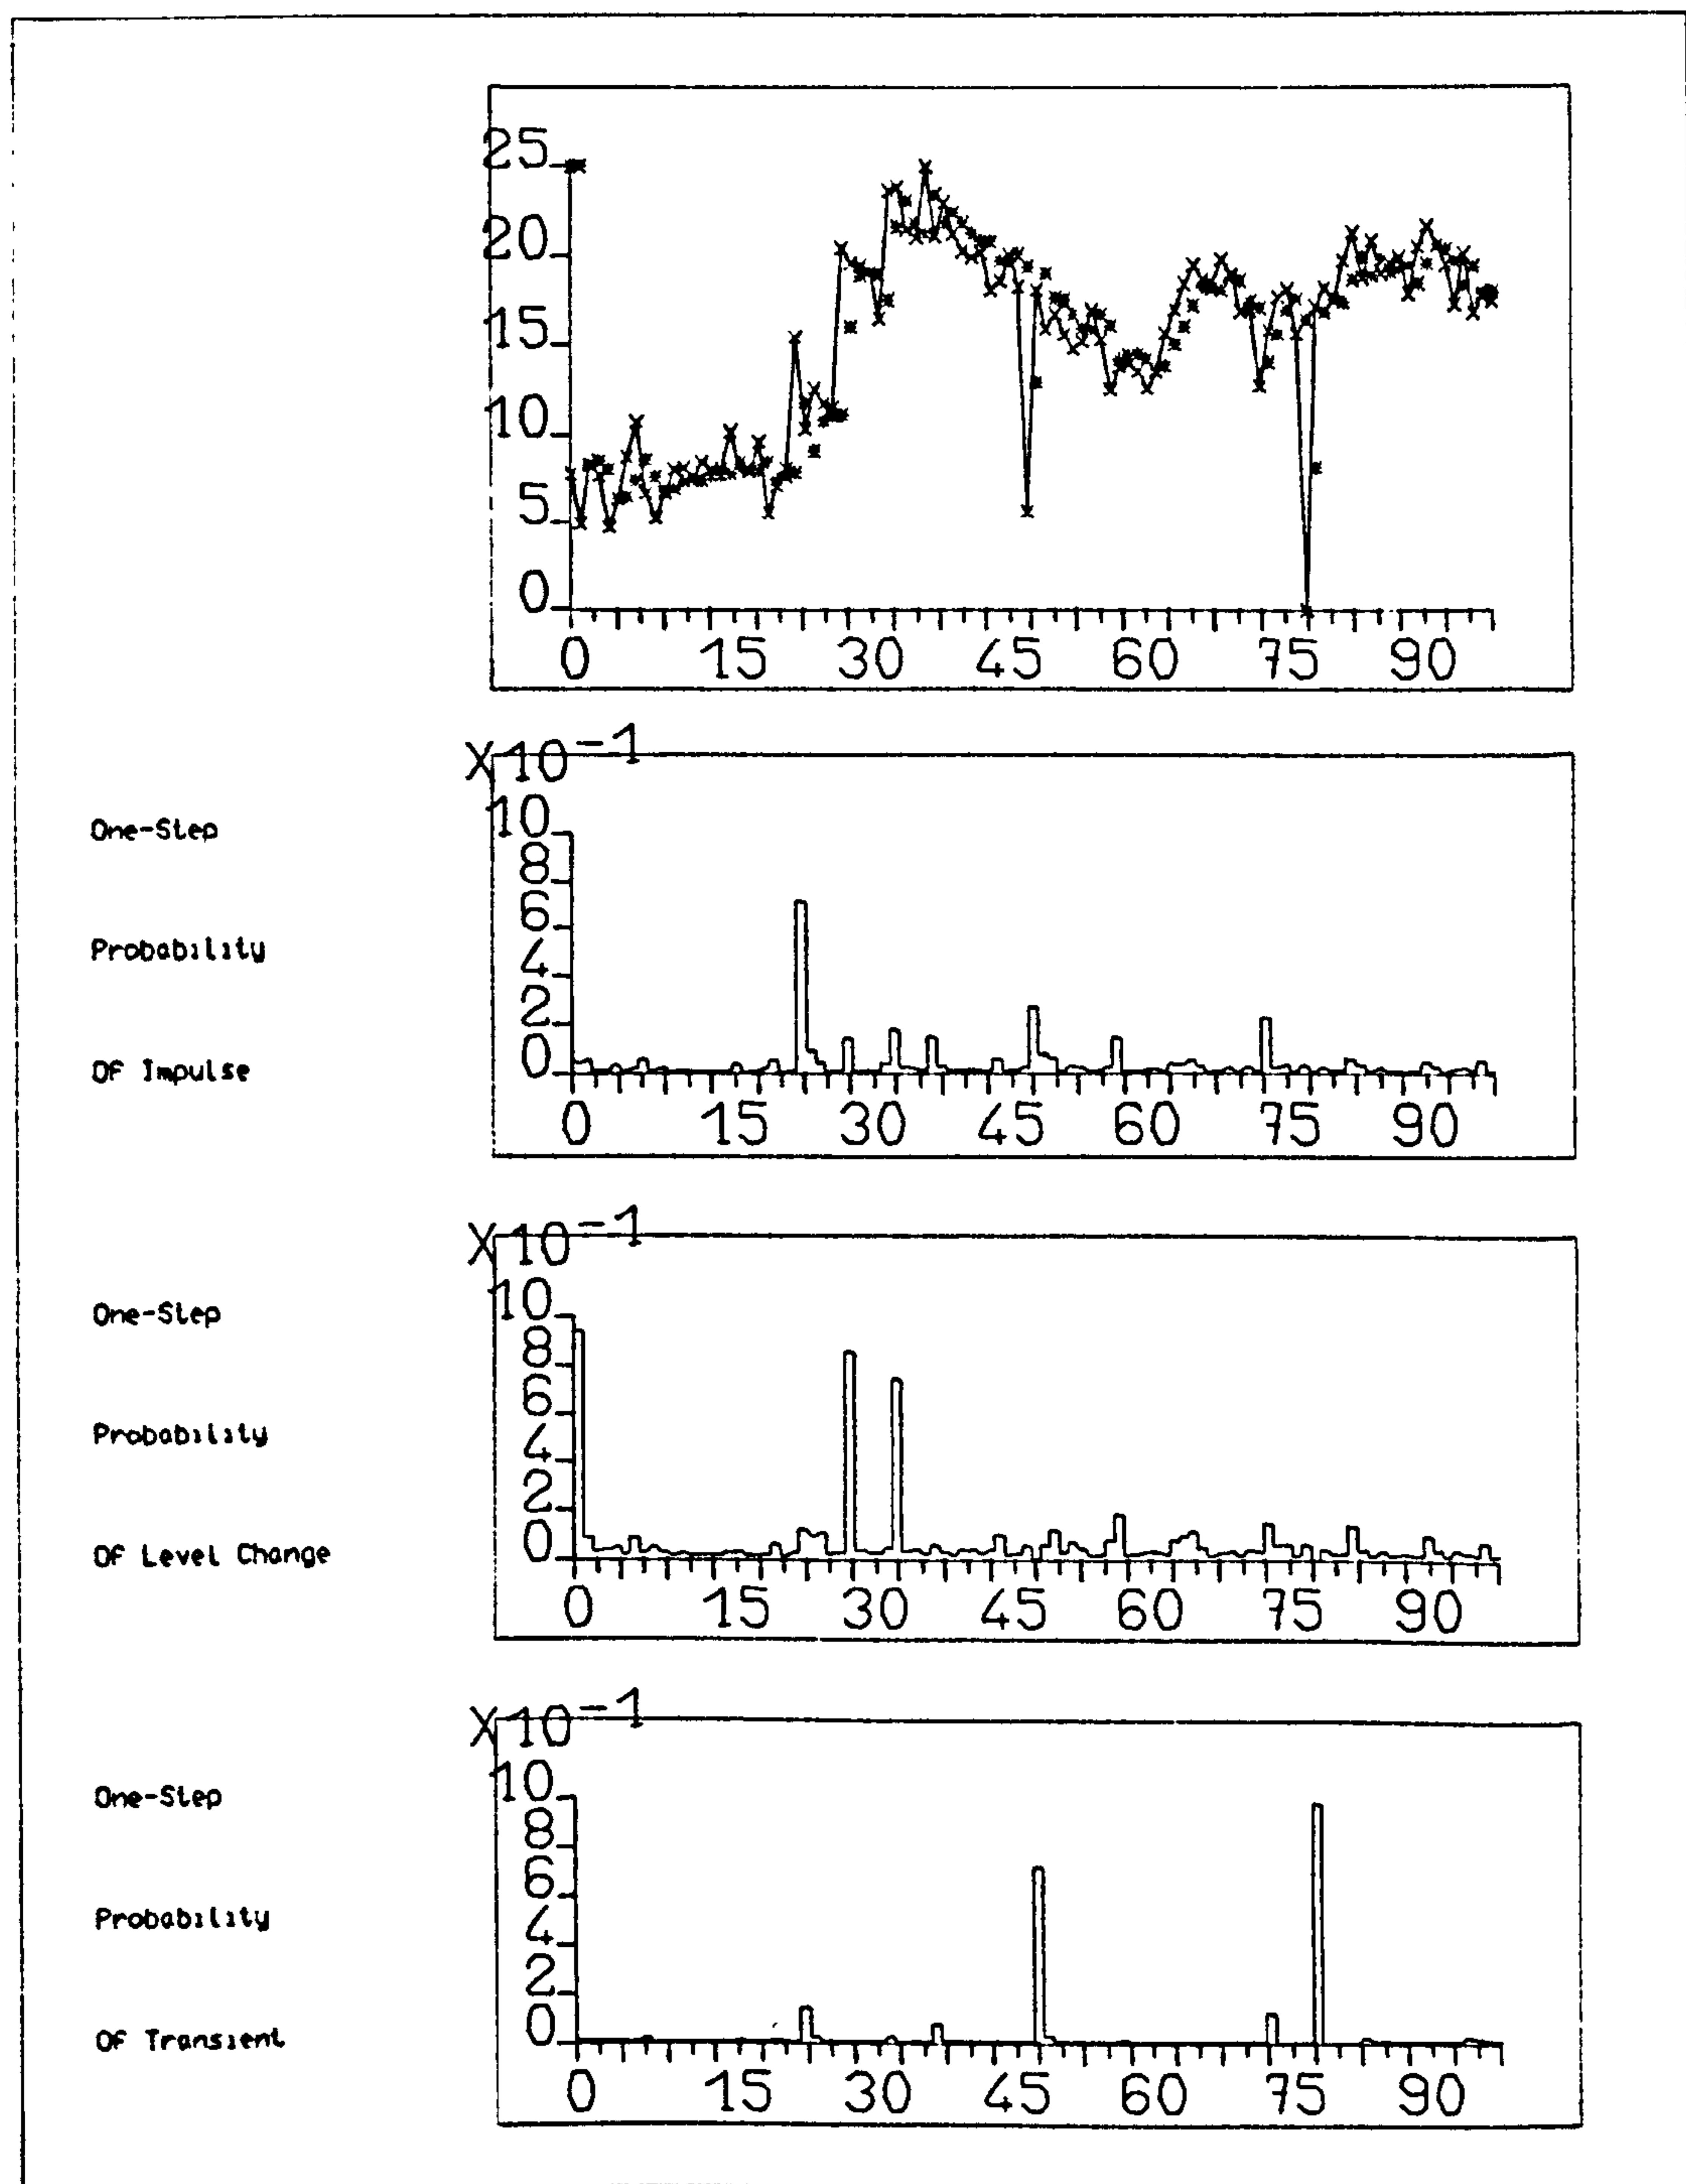 25
20
15
10
5
0
0 15 30 45 60 75 90
X10⁻¹
One-Step
Probability
Of Impulse
10
8
6
4
2
0
0 15 30 45 60 75 90
X10⁻¹
One-Step
Probability
Of Level Change
10
8
6
4
2
0
0 15 30 45 60 75 90
X10⁻¹
One-Step
Probability
Of Transient
10
8
6
4
2
0
0 15 30 45 60 75 90